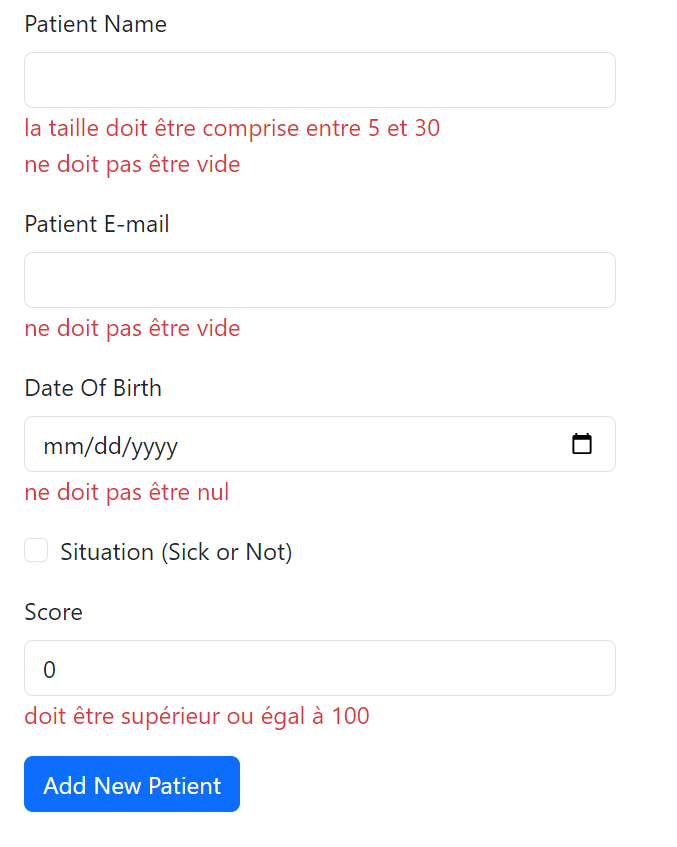 Patient Name
la taille doit être comprise entre 5 et 30
ne doit pas être vide
Patient E-mail
ne doit pas être vide
Date Of Birth
mm/dd/yyyy
ne doit pas être nul
Situation (Sick or Not)
Score
0
doit être supérieur ou égal à 100
Add New Patient